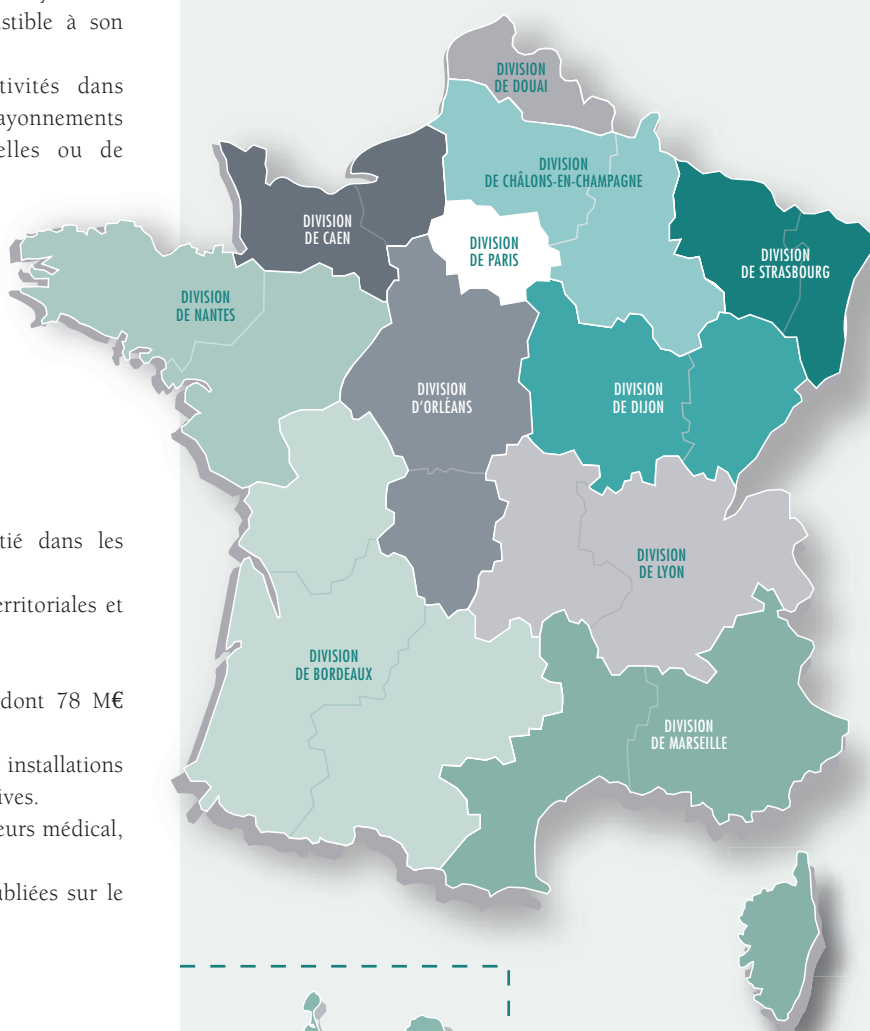 stible à son
tivités dans
ayonnements
elles ou de
tié dans les
erritoriales et
dont 78 M€
installations
ives.
eurs médical,
ubliées sur le
DIVISION
DE DOUAI
DIVISION
DE CHÂLONS-EN-CHAMPAGNE
DIVISION
DE CAEN
DIVISION
DE PARIS
DIVISION
DE STRASBOURG
DIVISION
DE NANTES
DIVISION
D'ORLÉANS
DIVISION
DE DIJON
DIVISION
DE LYON
DIVISION
DE BORDEAUX
DIVISION
DE MARSEILLE